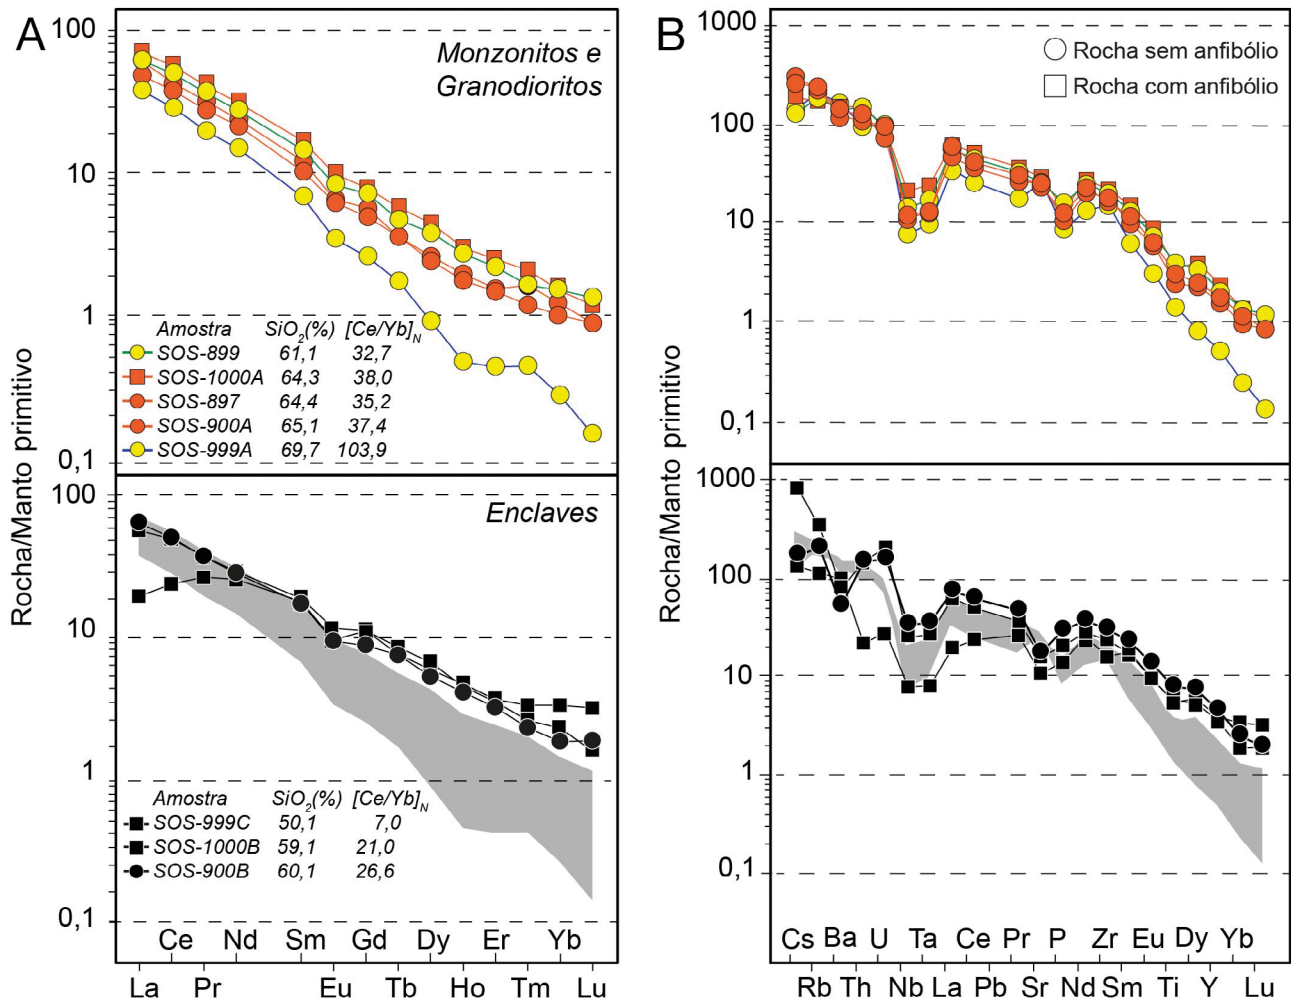 A
Rocha/Manto primitivo
100
10
1
0,1
Monzonitos e
Granodioritos
Amostra SiO2(%) [Ce/Yb]N
SOS-899 61,1 32,7
SOS-1000A 64,3 38,0
SOS-897 64,4 35,2
SOS-900A 65,1 37,4
SOS-999A 69,7 103,9
Rocha/Manto primitivo
100
10
1
0,1
Enclaves
Amostra SiO2(%) [Ce/Yb]N
SOS-999C 50,1 7,0
SOS-1000B 59,1 21,0
SOS-900B 60,1 26,6
Ce Nd Sm Gd Dy Er Yb
La Pr Eu Tb Ho Tm Lu
B
Rocha/Manto primitivo
1000
100
10
1
0,1
Rocha sem anfibólio
Rocha com anfibólio
Rocha/Manto primitivo
1000
100
10
1
0,1
Cs Ba U Ta Ce Pr P Zr Eu Dy Yb
Rb Th Nb La Pb Sr Nd Sm Ti Y Lu